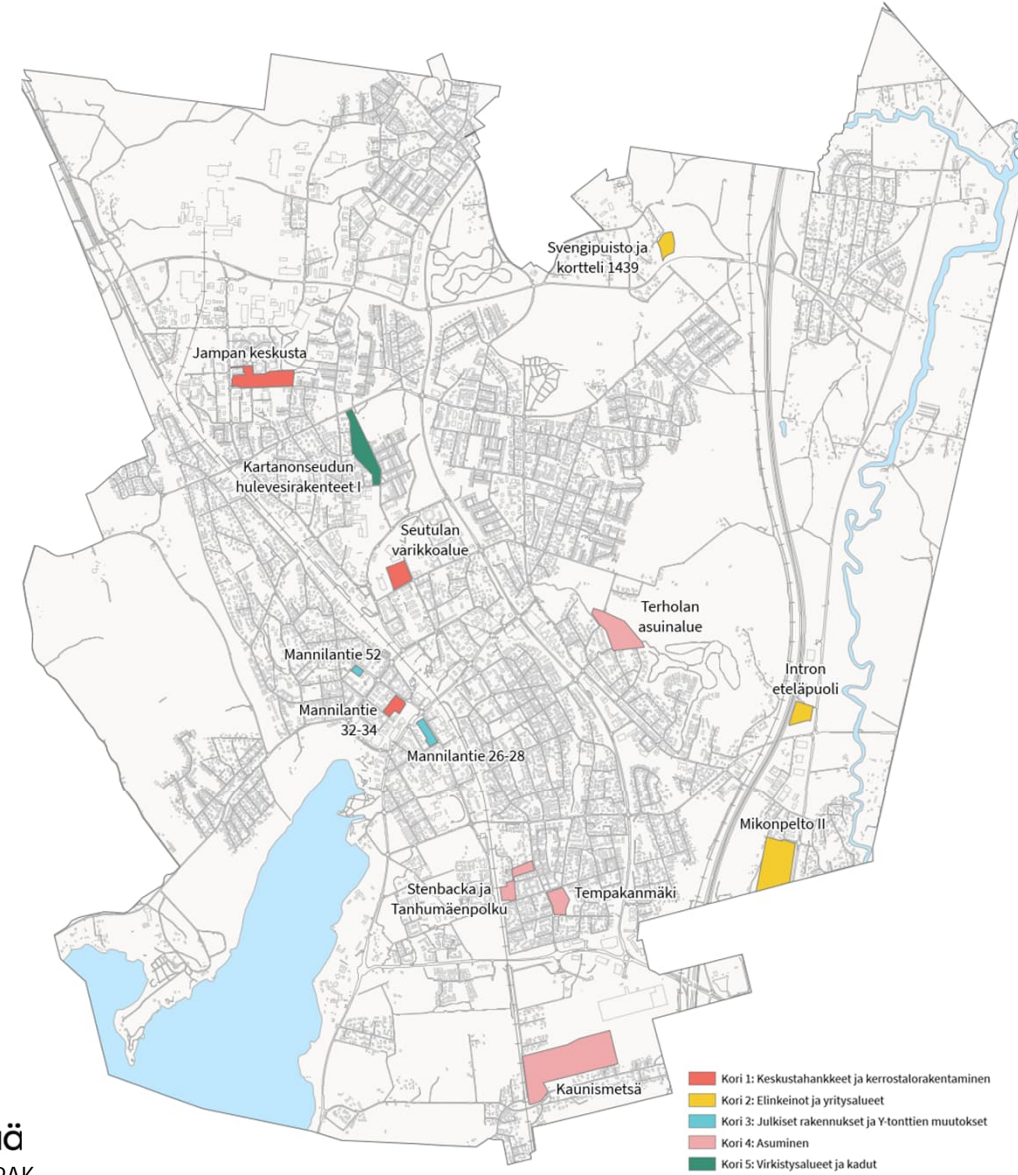 Svengipuisto ja
kortteli 1439
Jampan keskusta
Kartanonseudun
hulevesirakenteet I
Seutulan
varikkoalue
Terholan
asuinalue
Mannilantie 52
Intron
eteläpuoli
Mannilantie
32-34
Mannilantie 26-28
Mikonpelto II
Stenbacka ja
Tanhumäenpolku
Tempakanmäki
Kaunismetsä
Kori 1: Keskustahankkeet ja kerrostalorakentaminen
Kori 2: Elinkeinot ja yritysalueet
Kori 3: Julkiset rakennukset ja Y-tonttien muutokset
Kori 4: Asuminen
Kori 5: Virkistysalueet ja kadut